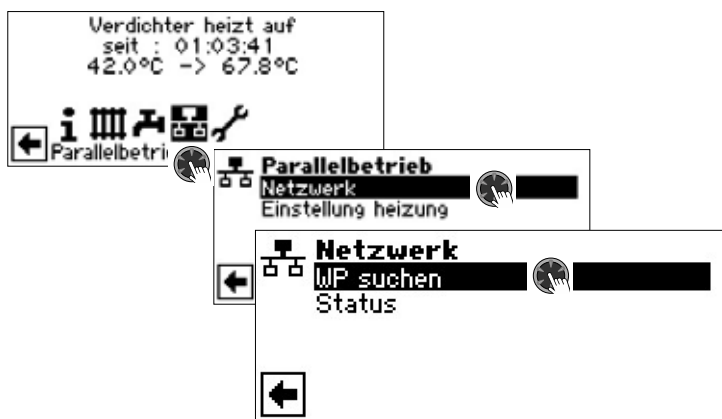 Verdichter heizt auf
seit : 01:03:41
42.0°C -> 67.8°C
Parallelbetri
Parallelbetrieb
Netzwerk
Einstellung heizung
Netzwerk
WP suchen
Status